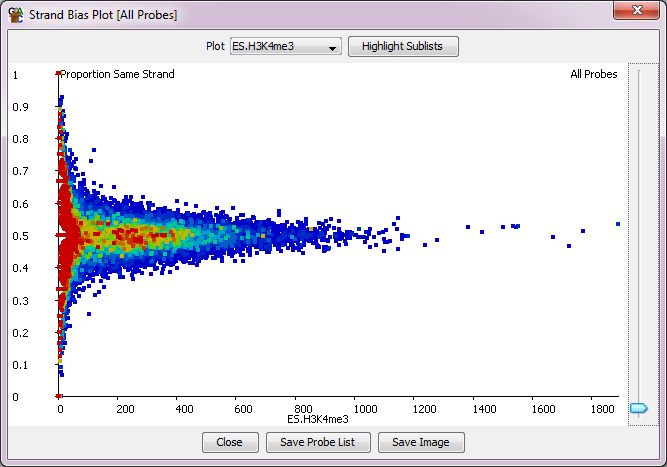 Strand Bias Plot [All Probes]
Plot ES.H3K4me3 Highlight Sublists
Proportion Same Strand All Probes
1
0.9
0.8
0.7
0.6
0.5
0.4
0.3
0.2
0.1
0
0 200 400 600 800 1000 1200 1400 1600 1800
ES.H3K4me3
Close Save Probe List Save Image